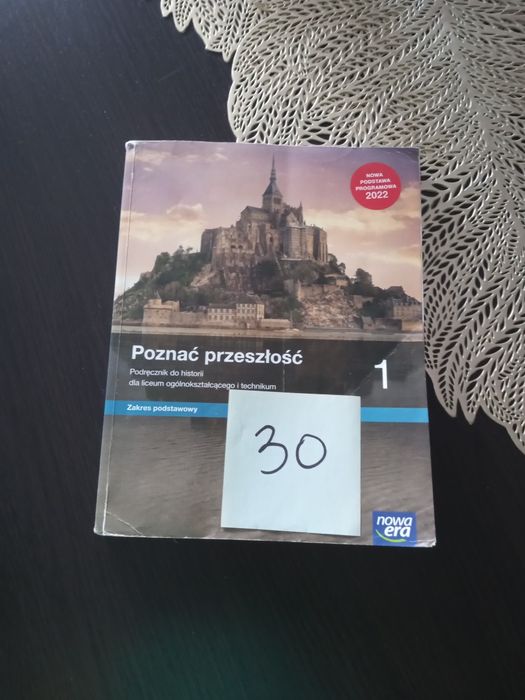 NOWA
PODSTAWA
PROGRAMOWA
2022
Poznać przeszłość
1
Podręcznik do historii
dla liceum ogólnokształcącego i technikum
Zakres podstawowy
30
nowa
era